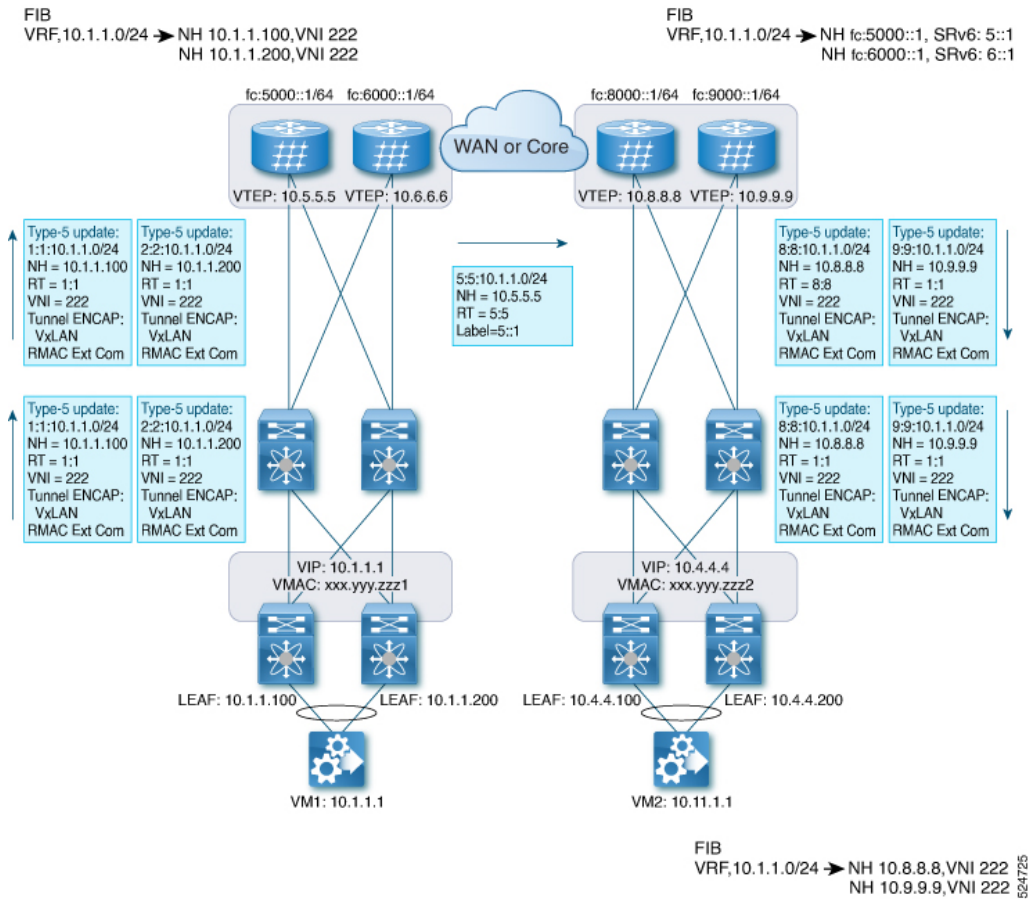 FIB
VRF,10.1.1.0/24 → NH 10.1.1.100,VNI 222
NH 10.1.1.200,VNI 222
FIB
VRF,10.1.1.0/24 → NH fc:5000::1, SRv6: 5::1
NH fc:6000::1, SRv6: 6::1
fc:5000::1/64 fc:6000::1/64
WAN or Core
fc:8000::1/64 fc:9000::1/64
VTEP: 10.5.5.5 VTEP: 10.6.6.6
VTEP: 10.8.8.8 VTEP: 10.9.9.9
Type-5 update:
1:1:10.1.1.0/24
NH = 10.1.1.100
RT = 1:1
VNI = 222
Tunnel ENCAP:
VxLAN
RMAC Ext Com
Type-5 update:
2:2:10.1.1.0/24
NH = 10.1.1.200
RT = 1:1
VNI = 222
Tunnel ENCAP:
VxLAN
RMAC Ext Com
5:5:10.1.1.0/24
NH = 10.5.5.5
RT = 5:5
Label=5::1
Type-5 update:
8:8:10.1.1.0/24
NH = 10.8.8.8
RT = 8:8
VNI = 222
Tunnel ENCAP:
VxLAN
RMAC Ext Com
Type-5 update:
9:9:10.1.1.0/24
NH = 10.9.9.9
RT = 1:1
VNI = 222
Tunnel ENCAP:
VxLAN
RMAC Ext Com
Type-5 update:
1:1:10.1.1.0/24
NH = 10.1.1.100
RT = 1:1
VNI = 222
Tunnel ENCAP:
VxLAN
RMAC Ext Com
Type-5 update:
2:2:10.1.1.0/24
NH = 10.1.1.200
RT = 1:1
VNI = 222
Tunnel ENCAP:
VxLAN
RMAC Ext Com
Type-5 update:
8:8:10.1.1.0/24
NH = 10.8.8.8
RT = 1:1
VNI = 222
Tunnel ENCAP:
VxLAN
RMAC Ext Com
Type-5 update:
9:9:10.1.1.0/24
NH = 10.9.9.9
RT = 1:1
VNI = 222
Tunnel ENCAP:
VxLAN
RMAC Ext Com
VIP: 10.1.1.1
VMAC: xxx.yyy.zzz1
VIP: 10.4.4.4
VMAC: xxx.yyy.zzz2
LEAF: 10.1.1.100 LEAF: 10.1.1.200
LEAF: 10.4.4.100 LEAF: 10.4.4.200
VM1: 10.1.1.1
VM2: 10.11.1.1
FIB
VRF,10.1.1.0/24 → NH 10.8.8.8,VNI 222
NH 10.9.9.9,VNI 222
524725